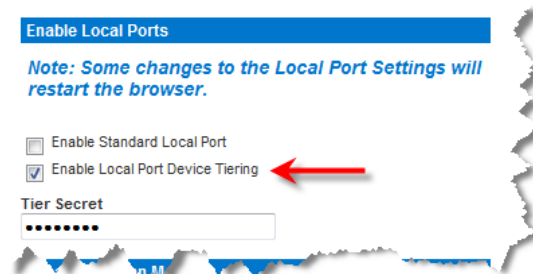 Enable Local Ports
Note: Some changes to the Local Port Settings will
restart the browser.
Enable Standard Local Port
Enable Local Port Device Tiering
Tier Secret
••••••••